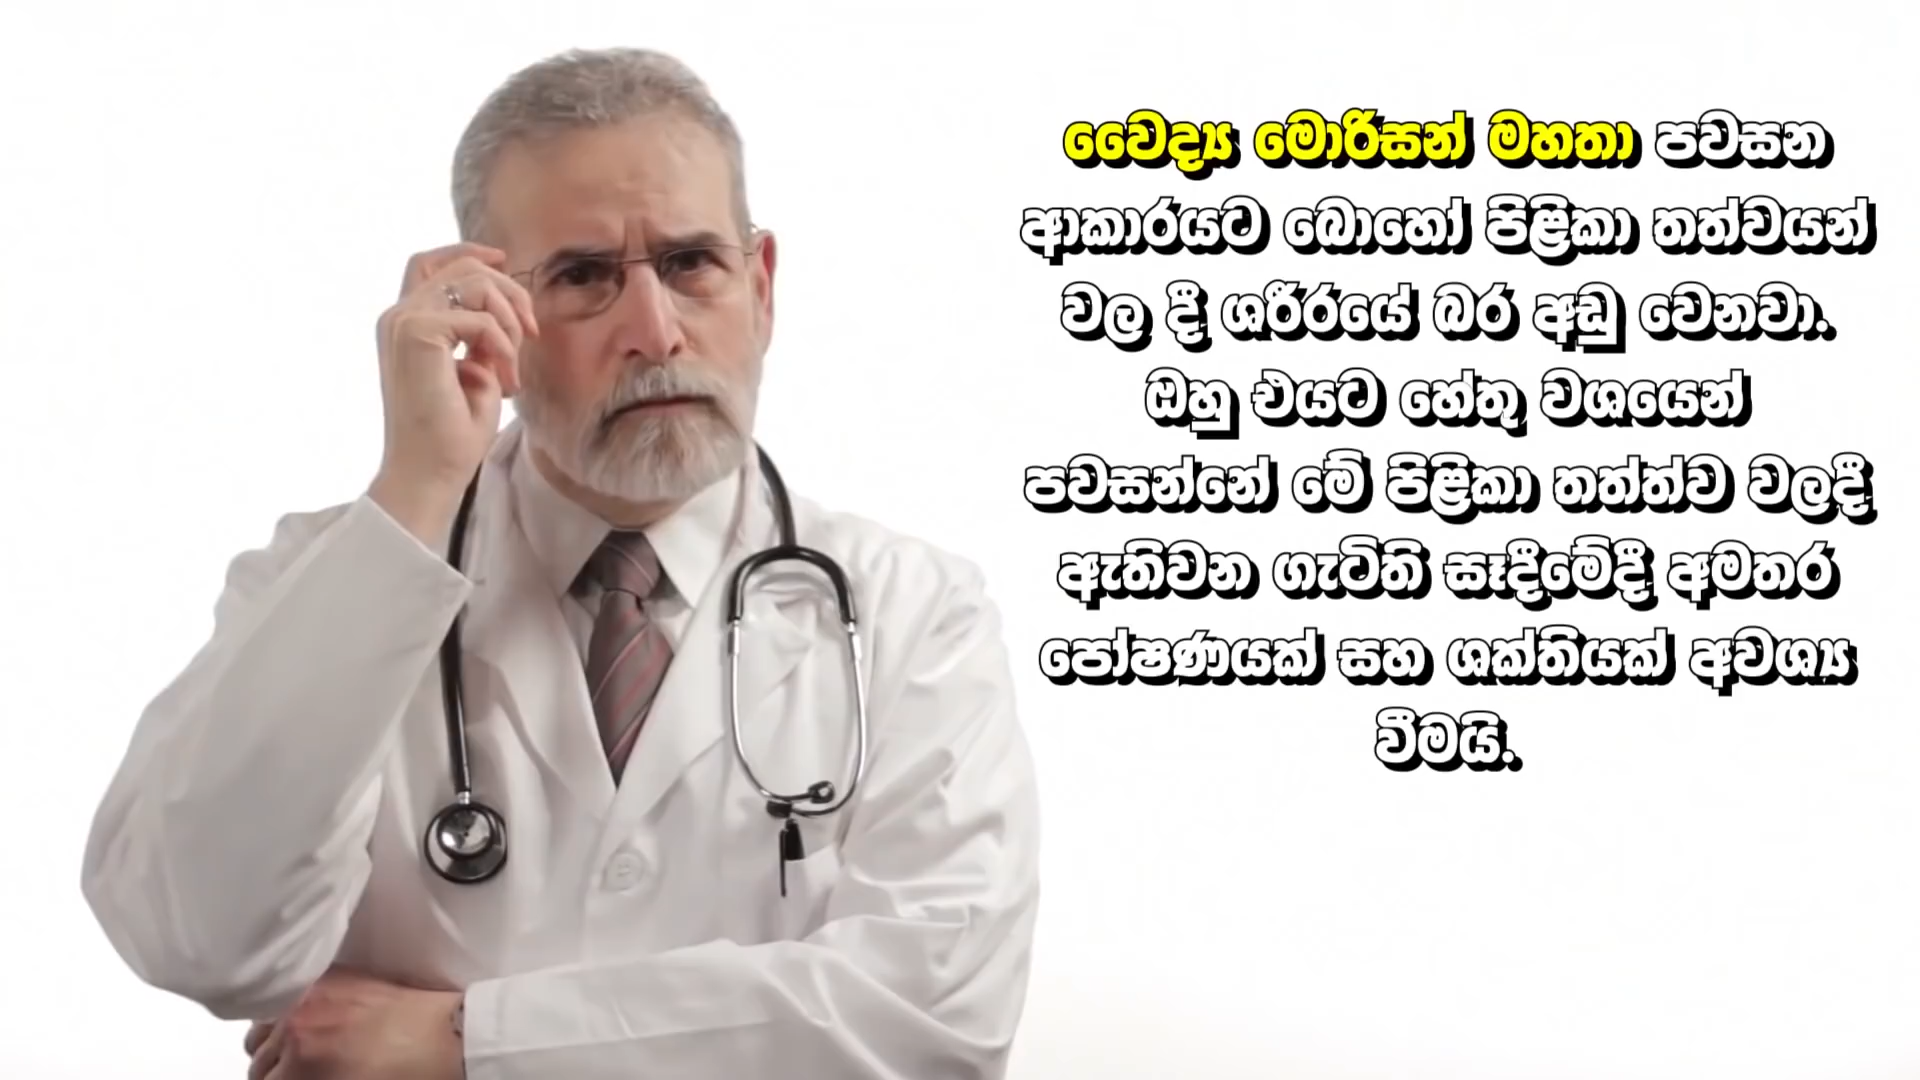 වෛද්‍ය මොරිසන් මහතා පවසන
ආකාරයට බොහෝ පිළිකා තත්වයන්
වල දී ශරීරයේ බර අඩු වෙනවා.
ඔහු එයට හේතු වශයෙන්
පවසන්නේ මේ පිළිකා තත්ත්ව වලදී
ඇතිවන ගැටිති සෑදීමේදී අමතර
පෝෂණයක් සහ ශක්තියක් අවශ්‍ය
වීමයි.